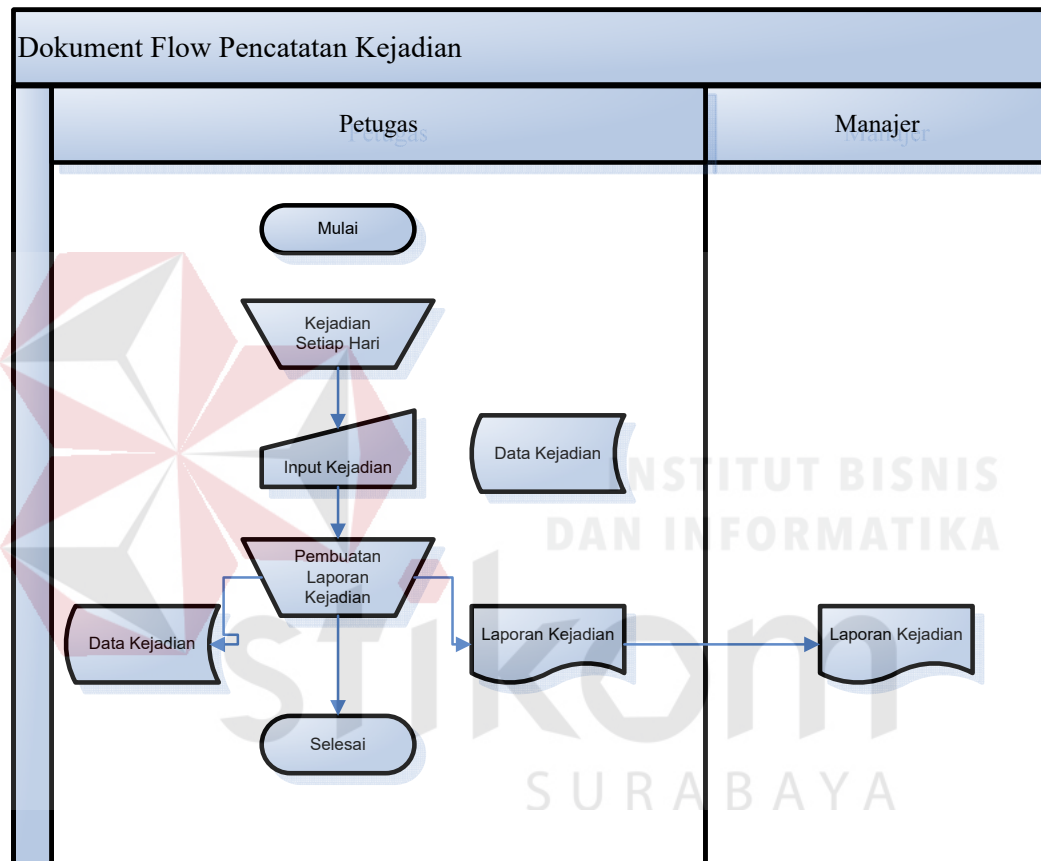 Dokument Flow Pencatatan Kejadian
Petugas
Manajer
Mulai
Kejadian
Setiap Hari
Input Kejadian
Data Kejadian
INSTITUT BISNIS
DAN INFORMATIKA
Pembuatan
Laporan
Kejadian
Data Kejadian
Laporan Kejadian
Laporan Kejadian
stikom
Selesai
SURABAYA